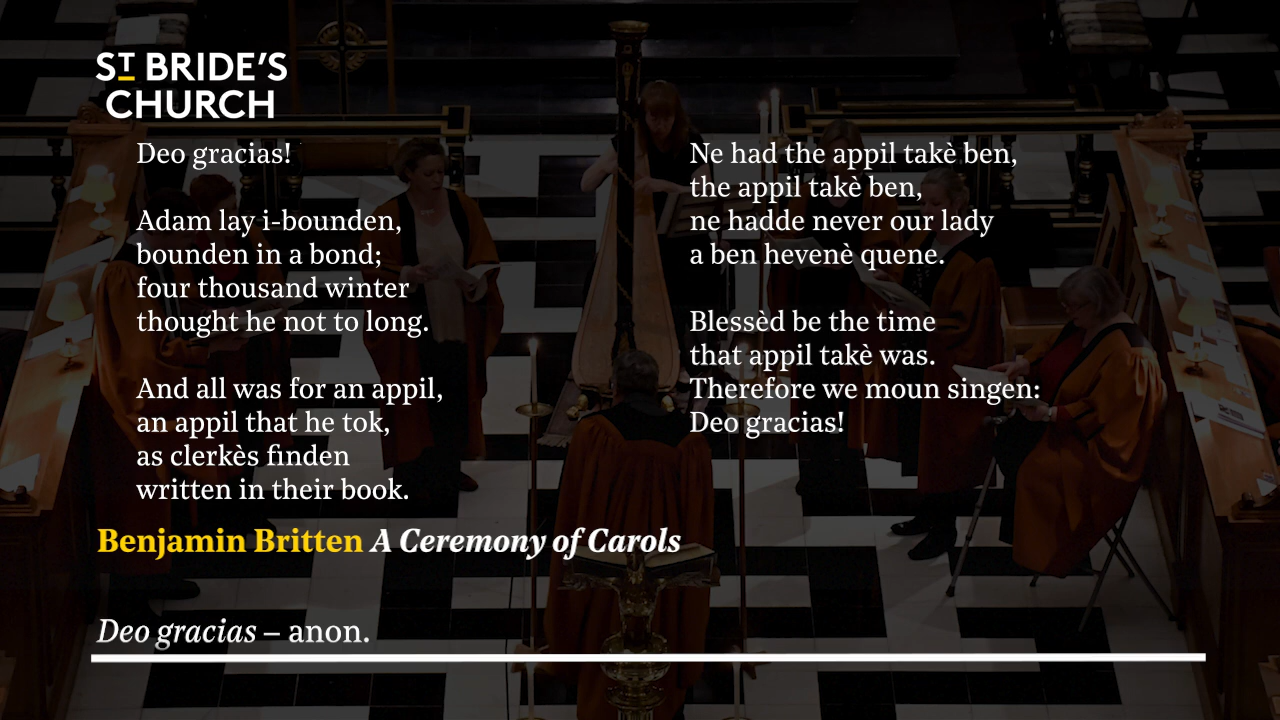 ST BRIDE'S
CHURCH
Deo gracias!
Adam lay i-bounden,
bounden in a bond;
four thousand winter
thought he not to long.
And all was for an appil,
an appil that he tok,
as clerkès finden
written in their book.
Ne had the appil takè ben,
the appil takè ben,
ne hadde never our lady
a ben hevenè quene.
Blessèd be the time
that appil takè was.
Therefore we moun singen:
Deo gracias!
Benjamin Britten A Ceremony of Carols
Deo gracias – anon.